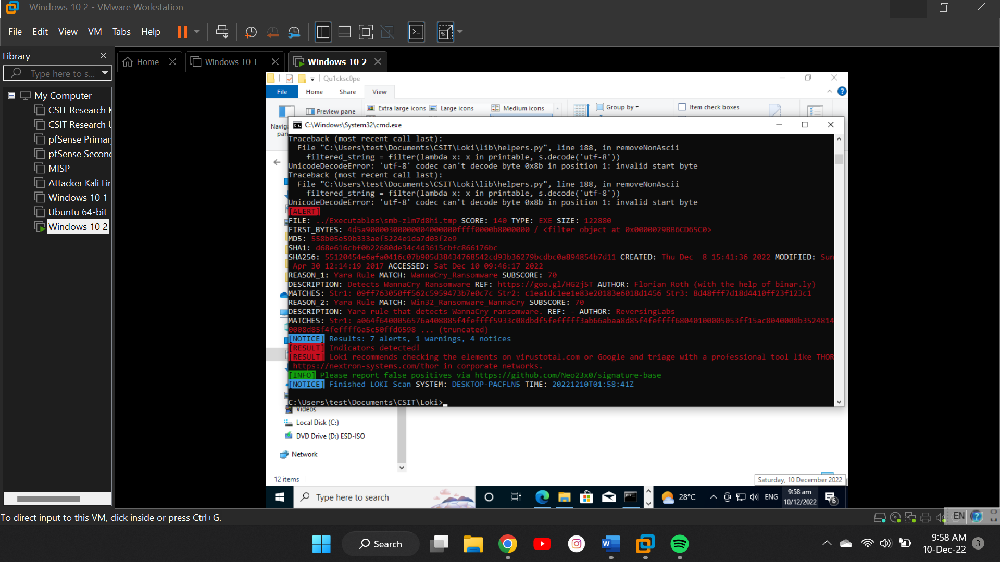 Windows 10 2 - VMware Workstation
File Edit View VM Tabs Help
Library
Type here to s...
My Computer
CSIT Research
CSIT Research
pfSense Primar
pfSense Second
MISP
Attacker Kali Lin
Windows 10 1
Ubuntu 64-bit
Windows 10 2
Home
Windows 10 1
Windows 10 2
Qu1cksc0pe
File Home Share View
Preview pane
Extra large icons Large icons Medium icons
Group by
Item check boxes
Naviga
pan
C:\Windows\System32\cmd.exe
Traceback (most recent call last):
File "C:\Users\test\Documents\CSIT\Loki\lib\helpers.py", line 188, in removeNonAscii
filtered_string = filter(lambda x: x in printable, s.decode('utf-8'))
UnicodeDecodeError: 'utf-8' codec can't decode byte 0x8b in position 1: invalid start byte
Traceback (most recent call last):
File "C:\Users\test\Documents\CSIT\Loki\lib\helpers.py", line 188, in removeNonAscii
filtered_string = filter(lambda x: x in printable, s.decode('utf-8'))
UnicodeDecodeError: 'utf-8' codec can't decode byte 0x8b in position 1: invalid start byte
[ALERT]
FILE: ../Executables\smb-zlm7d8hi.tmp SCORE: 140 TYPE: EXE SIZE: 122880
FIRST_BYTES: 4d5a90000300000004000000ffff0000b8000000 / <filter object at 0x0000029BB6CD65C0>
MD5: 558b05e59b333aef5224e1da7d03f2e9
SHA1: d68e616cbf0b22680de34c4d3615cbfc866176bc
SHA256: 55120454e6afa0416c07b905d38434768542cd93b36279bcdbc0a894854b7d11 CREATED: Thu Dec  8 15:41:36 2022 MODIFIED: Sun
Apr 30 12:14:19 2017 ACCESSED: Sat Dec 10 09:46:17 2022
REASON_1: Yara Rule MATCH: WannaCry_Ransomware SUBSCORE: 70
DESCRIPTION: Detects WannaCry Ransomware REF: https://goo.gl/HG2j5T AUTHOR: Florian Roth (with the help of binar.ly)
MATCHES: Str1: 09ff763050ff562c5959473b7e0c7c Str2: c1ea1dc1ee1e83e20183e6018d1456 Str3: 8d48fff7d18d4410ff23f123c1
REASON_2: Yara Rule MATCH: Win32_Ransomware_WannaCry SUBSCORE: 70
DESCRIPTION: Yara rule that detects WannaCry ransomware. REF: - AUTHOR: ReversingLabs
MATCHES: Str1: a064f6400056576a408885f4feffff5933c08dbdf5fefffff3ab66abaa8d85f4feffff68040100005053ff15ac8040008b3524814
0008d85f4feffff6a5c50ffd6598 ... (truncated)
[NOTICE] Results: 7 alerts, 1 warnings, 4 notices
[RESULT] Indicators detected!
[RESULT] Loki recommends checking the elements on virustotal.com or Google and triage with a professional tool like THOR
https://nextron-systems.com/thor in corporate networks.
[INFO] Please report false positives via https://github.com/Neo23x0/signature-base
[NOTICE] Finished LOKI Scan SYSTEM: DESKTOP-PACFLN5 TIME: 20221210T01:58:41Z
C:\Users\test\Documents\CSIT\Loki>
Videos
Local Disk (C:)
DVD Drive (D:) ESD-ISO
Network
12 items
Saturday, 10 December 2022
Type here to search
28°C
ENG
9:58 am
10/12/2022
6
To direct input to this VM, click inside or press Ctrl+G.
EN
Search
9:58 AM
10-Dec-22
3